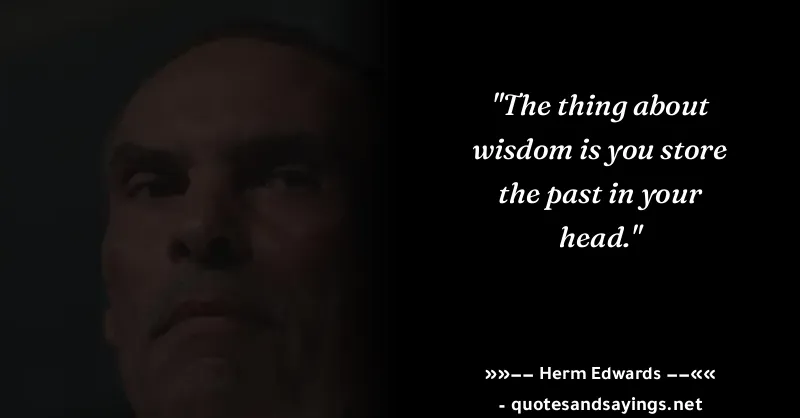 "The thing about
wisdom is you store
the past in your
head."
»»−− Herm Edwards −−««
- quotesandsayings.net